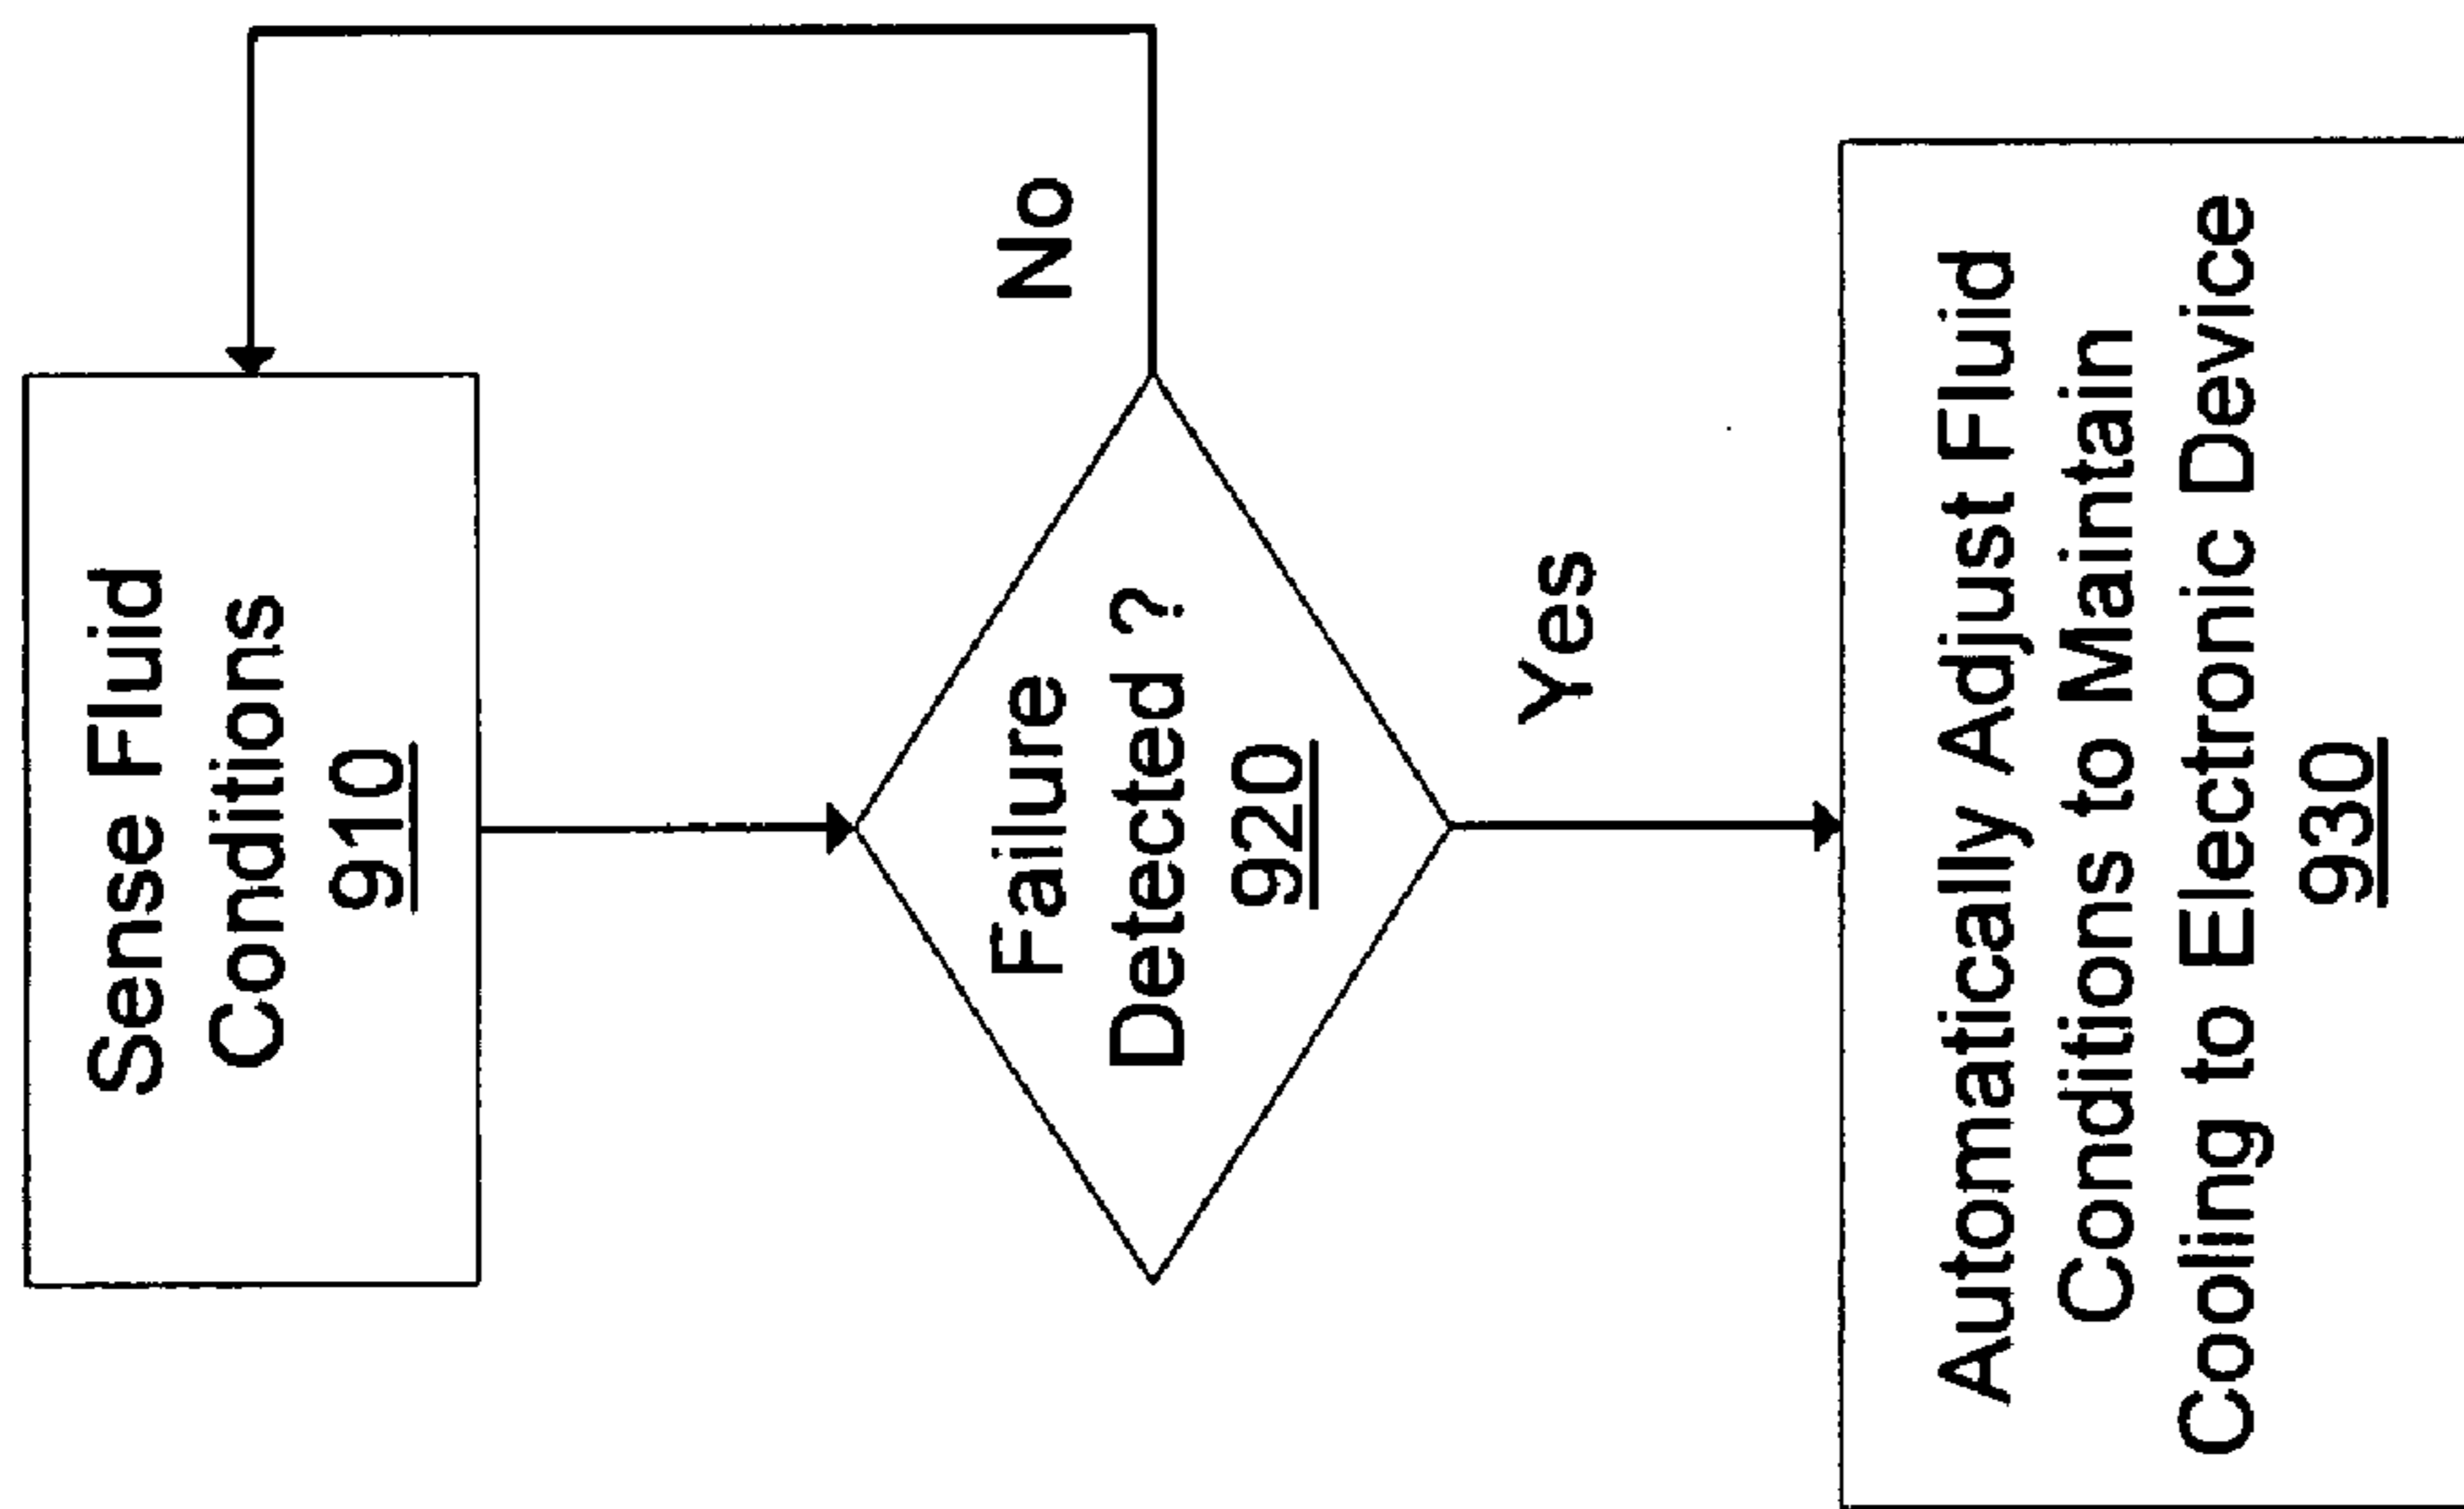 Sense Fluid
Conditions
910
Failure
Detected ?
920
No
Yes
Automatically Adjust Fluid
Conditions to Maintain
Cooling to Electronic Device
930